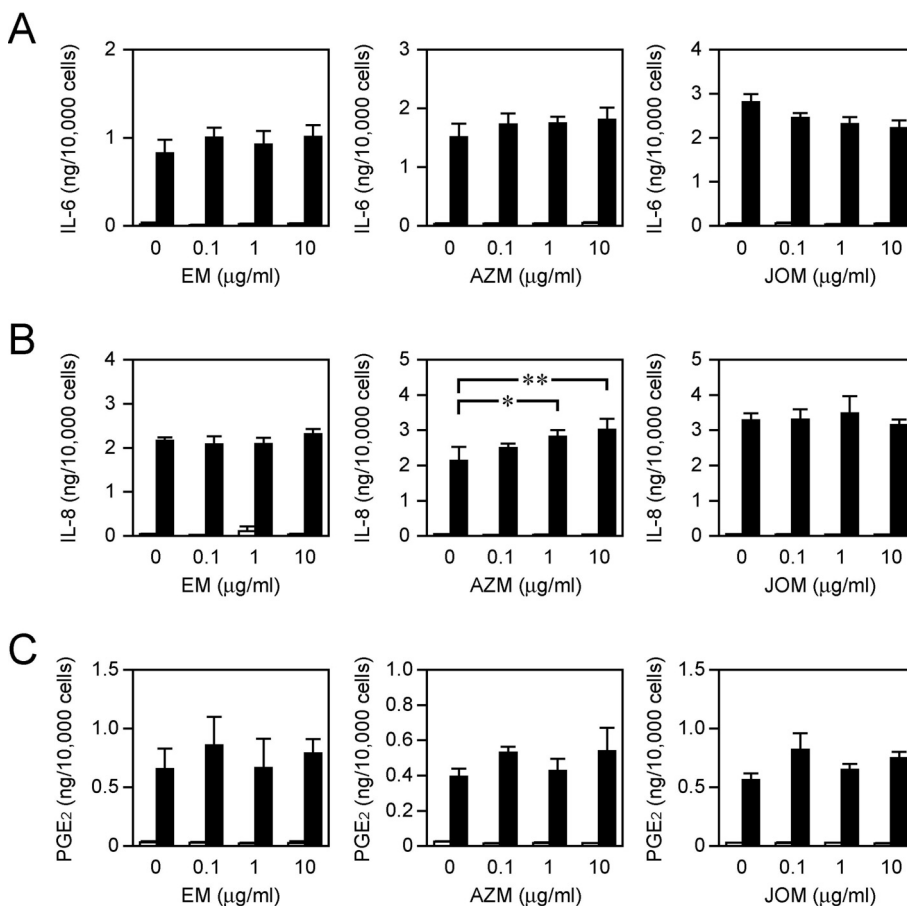 A
IL-6 (ng/10,000 cells)
2
1
0
0 0.1 1 10
EM (μg/ml)
IL-6 (ng/10,000 cells)
3
2
1
0
0 0.1 1 10
AZM (μg/ml)
IL-6 (ng/10,000 cells)
4
3
2
1
0
0 0.1 1 10
JOM (μg/ml)
B
IL-8 (ng/10,000 cells)
4
3
2
1
0
0 0.1 1 10
EM (μg/ml)
IL-8 (ng/10,000 cells)
5
4
3
2
1
0
**
*
0 0.1 1 10
AZM (μg/ml)
IL-8 (ng/10,000 cells)
5
4
3
2
1
0
0 0.1 1 10
JOM (μg/ml)
C
PGE₂ (ng/10,000 cells)
1.5
1.0
0.5
0
0 0.1 1 10
EM (μg/ml)
PGE₂ (ng/10,000 cells)
1.0
0.8
0.6
0.4
0.2
0
0 0.1 1 10
AZM (μg/ml)
PGE₂ (ng/10,000 cells)
1.5
1.0
0.5
0
0 0.1 1 10
JOM (μg/ml)